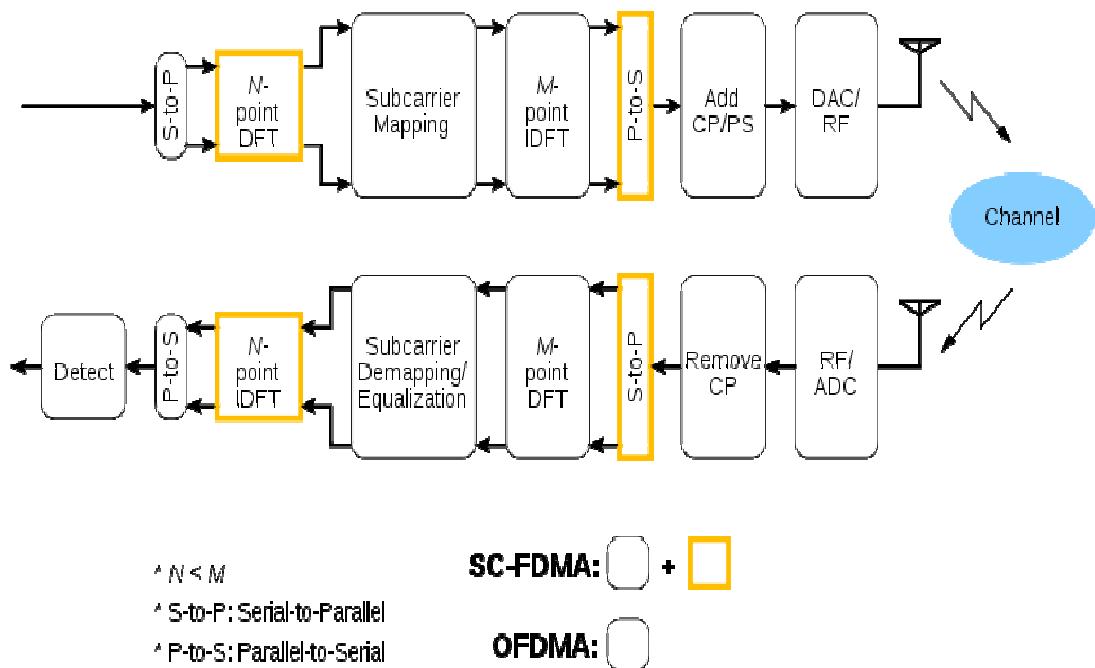 S-to-P
N-
point
DFT
Subcarrier
Mapping
M-
point
IDFT
P-to-S
Add
CP/PS
DAC/
RF
Channel
Detect
P-to-S
N-
point
IDFT
Subcarrier
Demapping/
Equalization
M-
point
DFT
S-to-P
Remove
CP
RF/
ADC
* N < M
* S-to-P: Serial-to-Parallel
* P-to-S: Parallel-to-Serial
SC-FDMA: +
OFDMA: